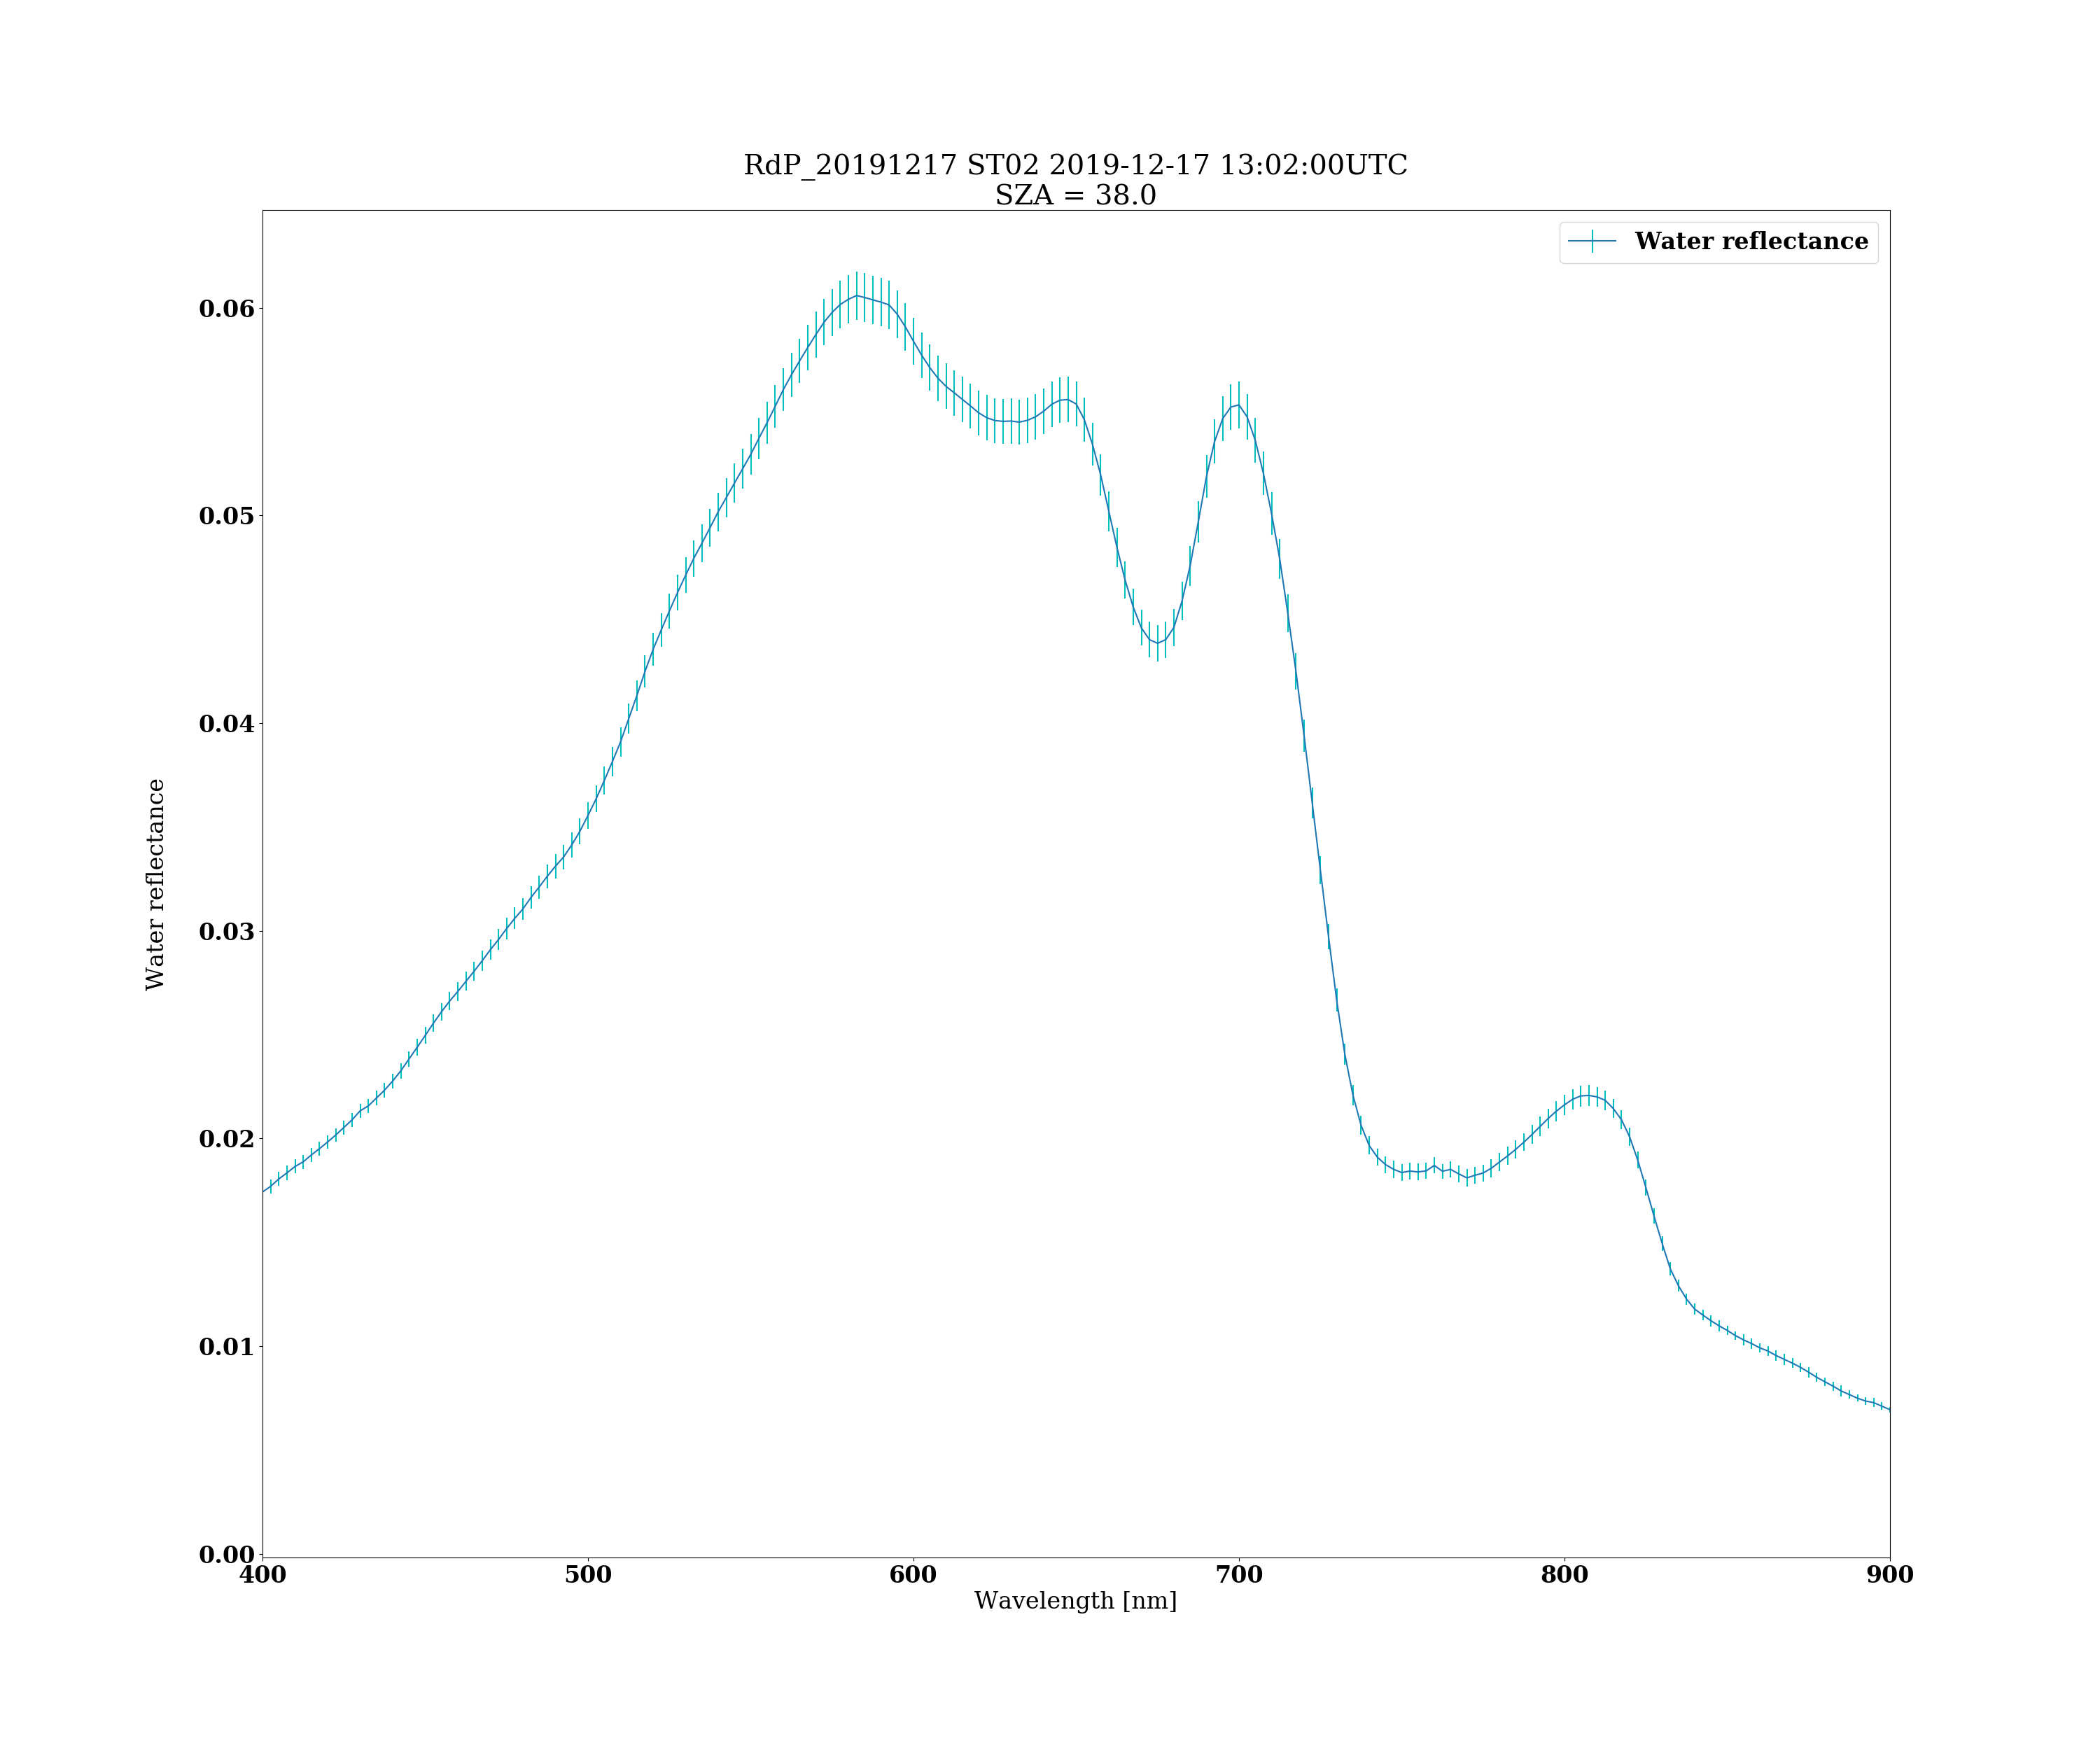 RdP_20191217 ST02 2019-12-17 13:02:00UTC
SZA = 38.0
Water reflectance
0.06
0.05
0.04
0.03
0.02
0.01
0.00
Water reflectance
400 500 600 700 800 900
Wavelength [nm]